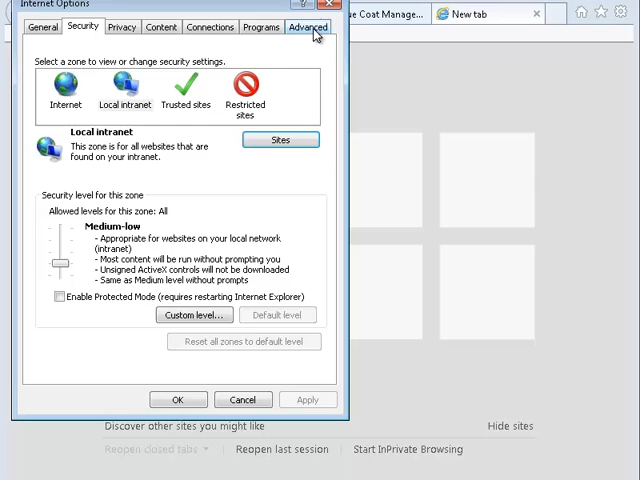 Internet Options
General Security Privacy Content Connections Programs Advanced
Select a zone to view or change security settings.
Internet Local intranet Trusted sites Restricted
sites
Local intranet
This zone is for all websites that are
found on your intranet.
Sites
Security level for this zone
Allowed levels for this zone: All
Medium-low
- Appropriate for websites on your local network
(intranet)
- Most content will be run without prompting you
- Unsigned ActiveX controls will not be downloaded
- Same as Medium level without prompts
Enable Protected Mode (requires restarting Internet Explorer)
Custom level... Default level
Reset all zones to default level
OK Cancel Apply
ue Coat Manage... New tab
Discover other sites you might like Hide sites
Reopen closed tabs Reopen last session Start InPrivate Browsing